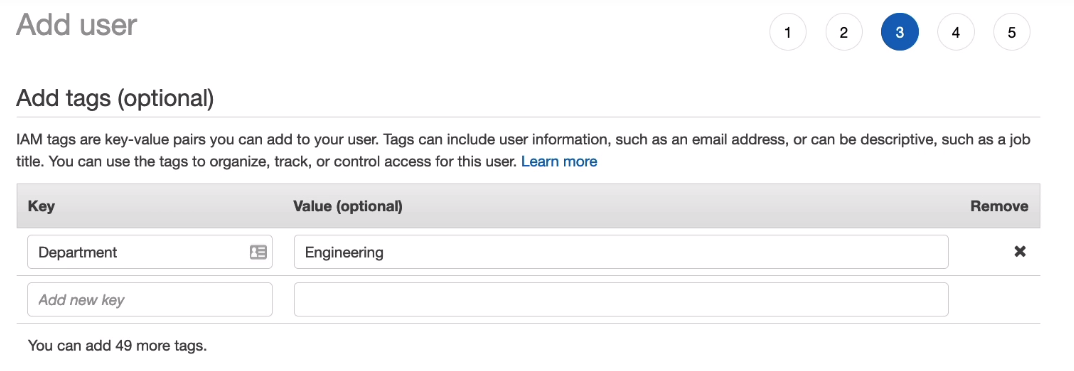 Add user
1 2 3 4 5
Add tags (optional)
IAM tags are key-value pairs you can add to your user. Tags can include user information, such as an email address, or can be descriptive, such as a job
title. You can use the tags to organize, track, or control access for this user. Learn more
Key Value (optional) Remove
Department Engineering
Add new key
You can add 49 more tags.